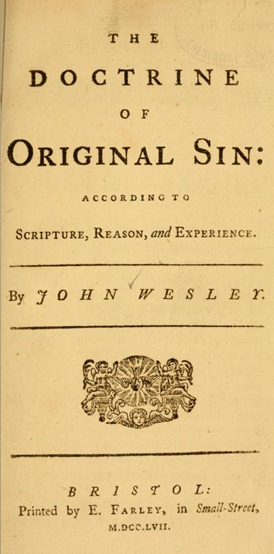 THE
DOCTRINE
OF
ORIGINAL SIN:
ACCORDING TO
SCRIPTURE, REASON, and EXPERIENCE.
By JOHN WESLEY.
BRISTOL:
Printed by E. FARLEY, in Small-Street,
M.DCC.LVII.